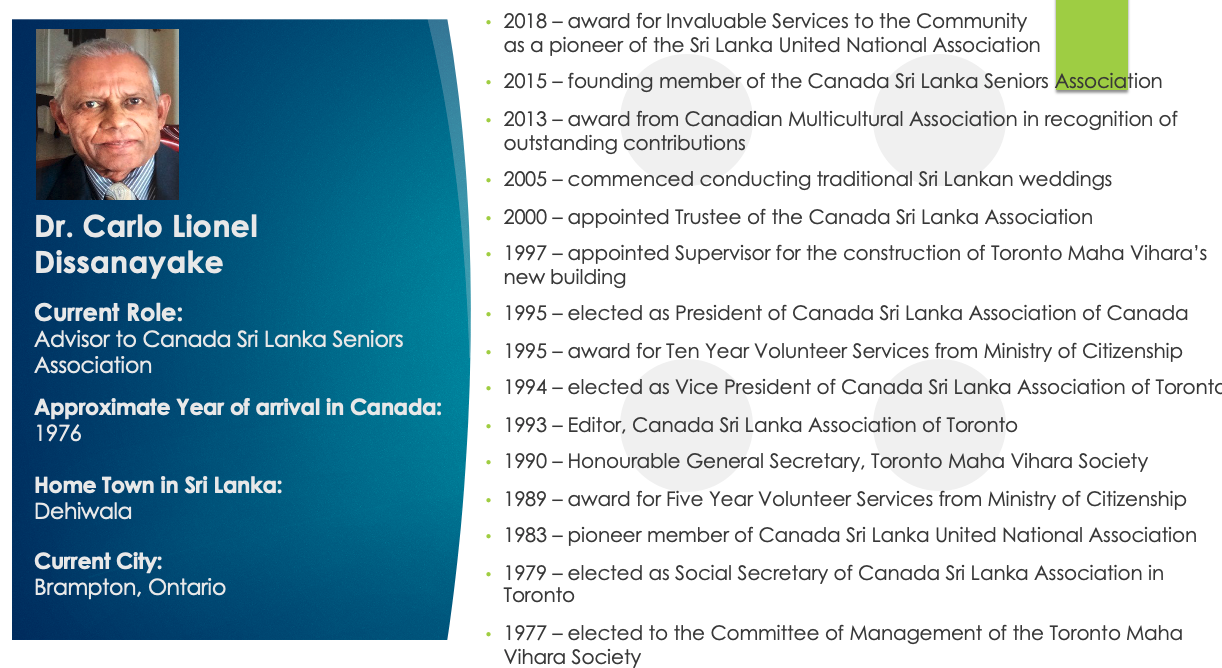 Dr. Carlo Lionel
Dissanayake
Current Role:
Advisor to Canada Sri Lanka Seniors
Association
Approximate Year of arrival in Canada:
1976
Home Town in Sri Lanka:
Dehiwala
Current City:
Brampton, Ontario
• 2018 – award for Invaluable Services to the Community
as a pioneer of the Sri Lanka United National Association
• 2015 – founding member of the Canada Sri Lanka Seniors Association
• 2013 – award from Canadian Multicultural Association in recognition of
outstanding contributions
• 2005 – commenced conducting traditional Sri Lankan weddings
• 2000 – appointed Trustee of the Canada Sri Lanka Association
• 1997 – appointed Supervisor for the construction of Toronto Maha Vihara’s
new building
• 1995 – elected as President of Canada Sri Lanka Association of Canada
• 1995 – award for Ten Year Volunteer Services from Ministry of Citizenship
• 1994 – elected as Vice President of Canada Sri Lanka Association of Toronto
• 1993 – Editor, Canada Sri Lanka Association of Toronto
• 1990 – Honourable General Secretary, Toronto Maha Vihara Society
• 1989 – award for Five Year Volunteer Services from Ministry of Citizenship
• 1983 – pioneer member of Canada Sri Lanka United National Association
• 1979 – elected as Social Secretary of Canada Sri Lanka Association in
Toronto
• 1977 – elected to the Committee of Management of the Toronto Maha
Vihara Society